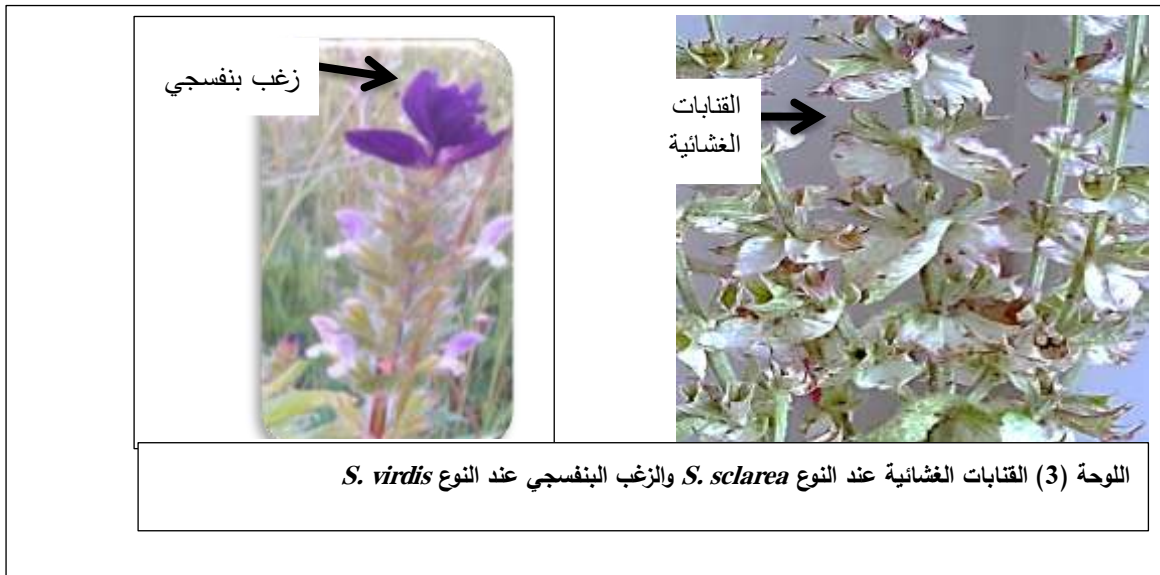 زغب بنفسجي
القنابات
الغشائية
اللوحة (3) القنابات الغشائية عند النوع S. sclarea والزغب البنفسجي عند النوع S. virdis